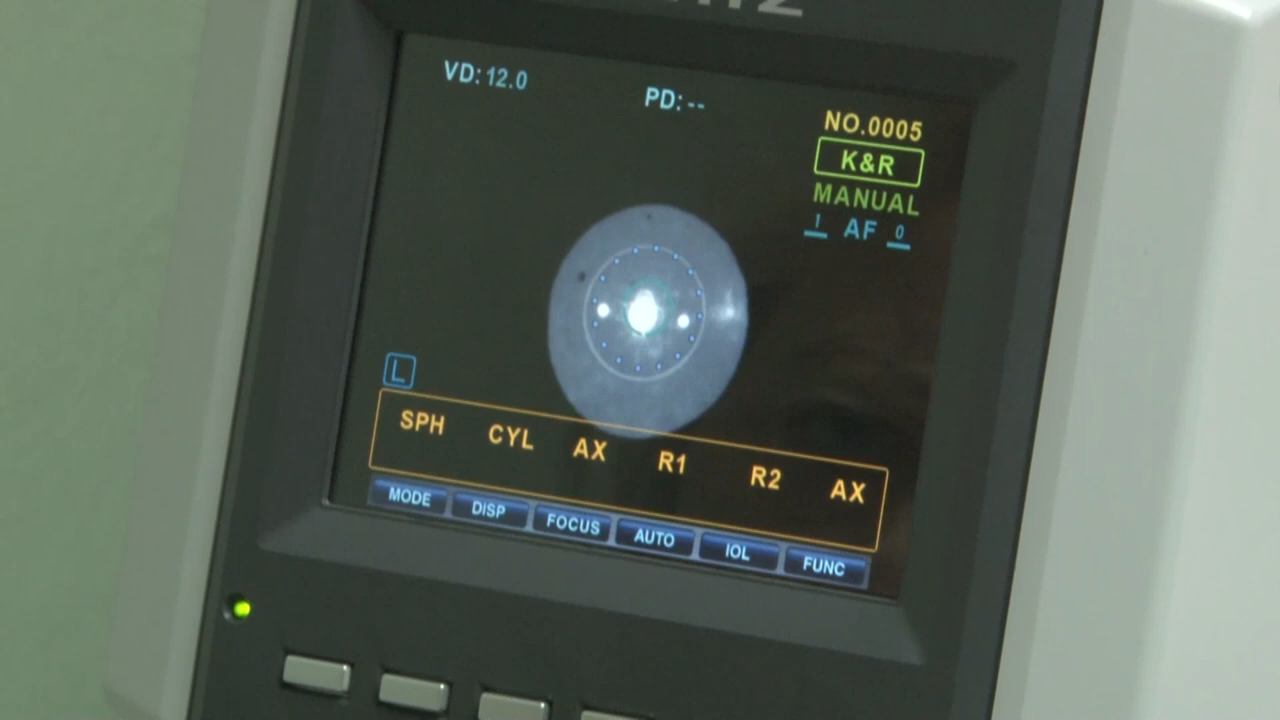 VD: 12.0
PD: --
NO.0005
K&R
MANUAL
1 AF 0
L
SPH CYL AX R1 R2 AX
MODE DISP FOCUS AUTO IOL FUNC